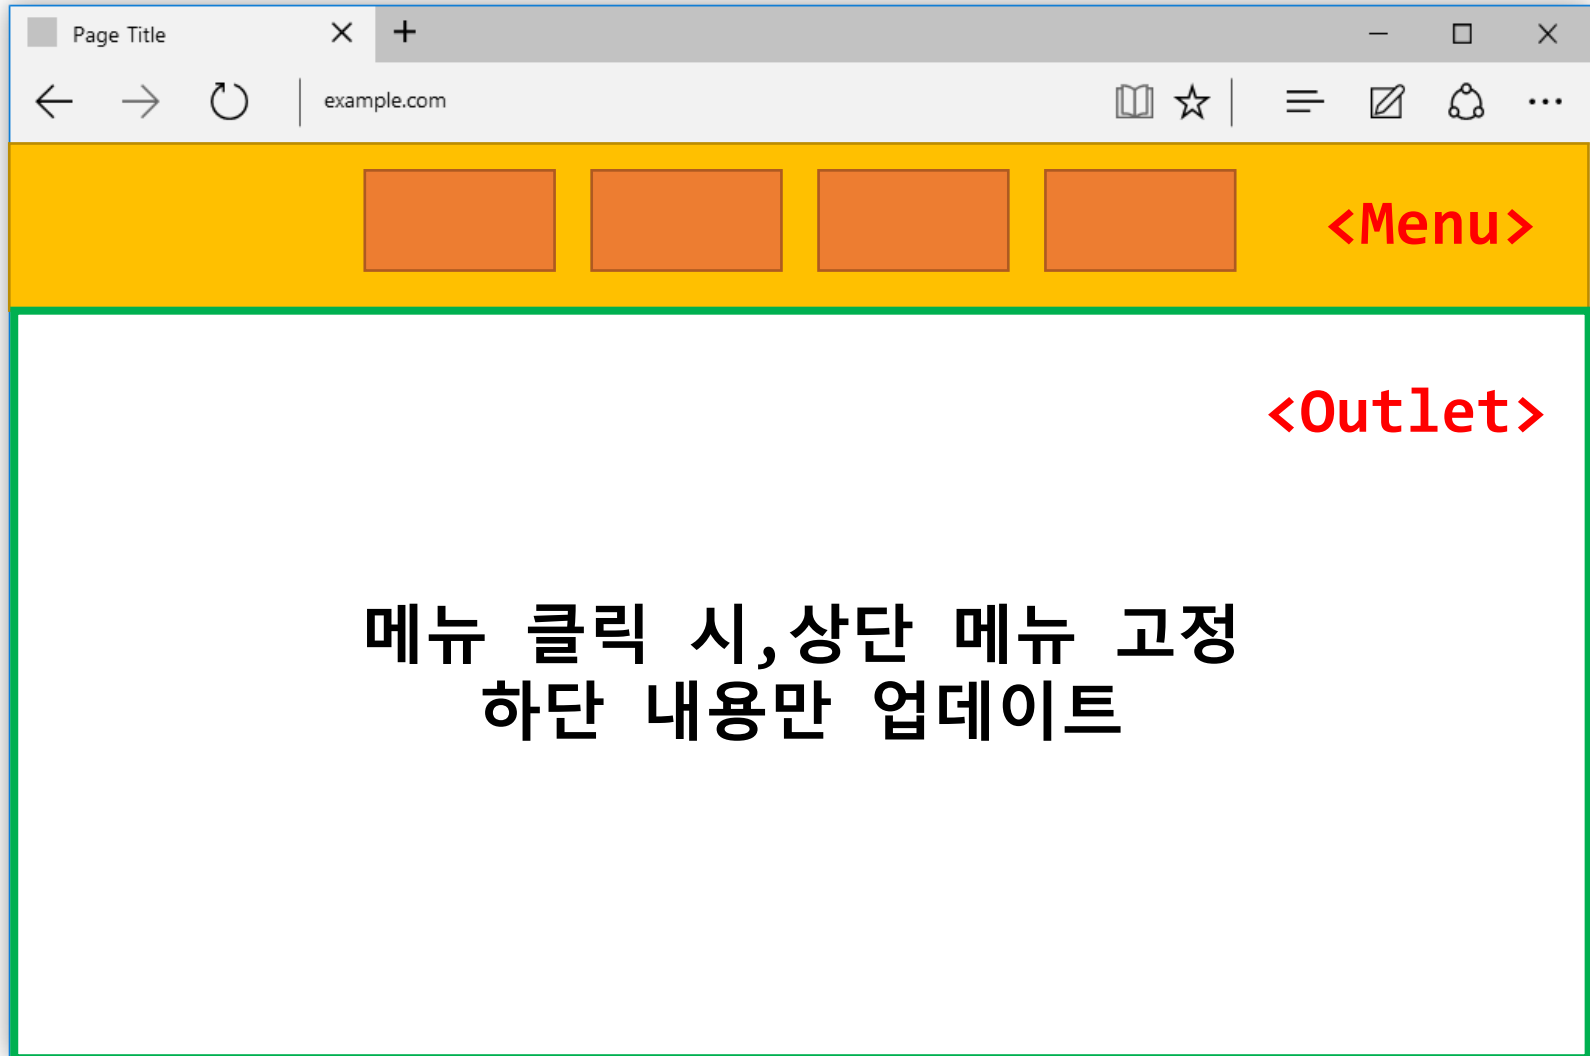 Page Title
example.com
<Menu>
<Outlet>
메뉴 클릭 시,상단 메뉴 고정
하단 내용만 업데이트